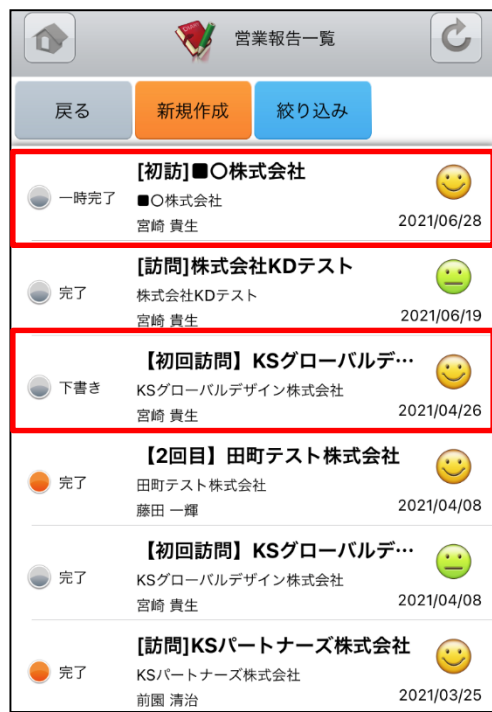 営業報告一覧
戻る 新規作成 絞り込み
[初訪]■〇株式会社
一時完了 ■〇株式会社
宮崎 貴生 2021/06/28
[訪問]株式会社KDテスト
完了 株式会社KDテスト
宮崎 貴生 2021/06/19
【初回訪問】KSグローバルデ…
下書き KSグローバルデザイン株式会社
宮崎 貴生 2021/04/26
【2回目】田町テスト株式会社
完了 田町テスト株式会社
藤田 一輝 2021/04/08
【初回訪問】KSグローバルデ…
完了 KSグローバルデザイン株式会社
宮崎 貴生 2021/04/08
[訪問]KSパートナーズ株式会社
完了 KSパートナーズ株式会社
前園 清治 2021/03/25